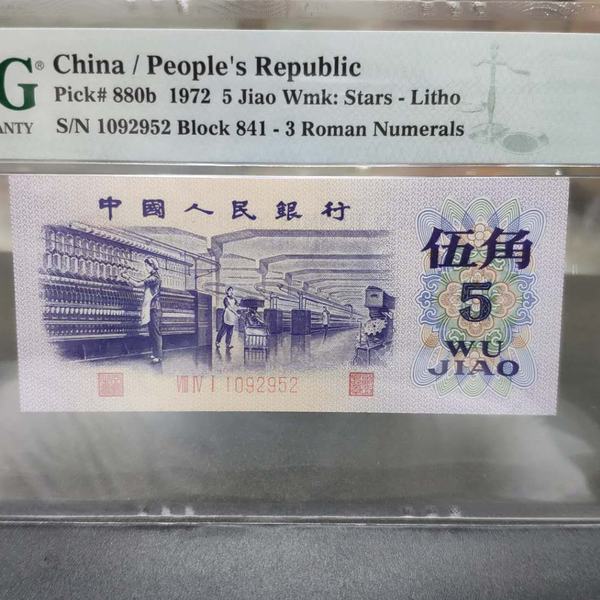 G® China / People's Republic
Pick# 880b 1972 5 Jiao Wmk: Stars - Litho
ANTY S/N 1092952 Block 841 - 3 Roman Numerals
中國人民銀行
伍角
5
WU
JIAO
VIII IV I 1092952